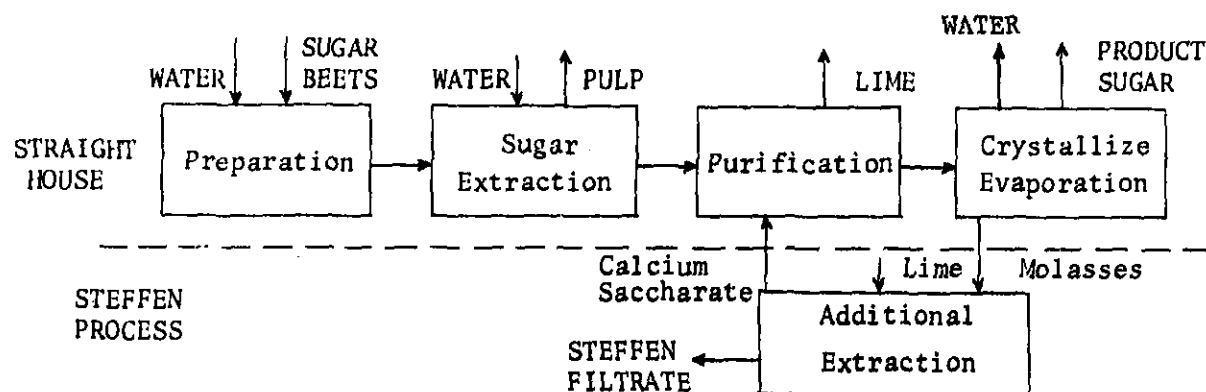 WATER
SUGAR
BEETS
WATER
PULP
LIME
WATER
PRODUCT
SUGAR
STRAIGHT
HOUSE
Preparation
Sugar
Extraction
Purification
Crystallize
Evaporation
Calcium
Saccharate
Lime
Molasses
STEFFEN
PROCESS
Additional
Extraction
STEFFEN
FILTRATE